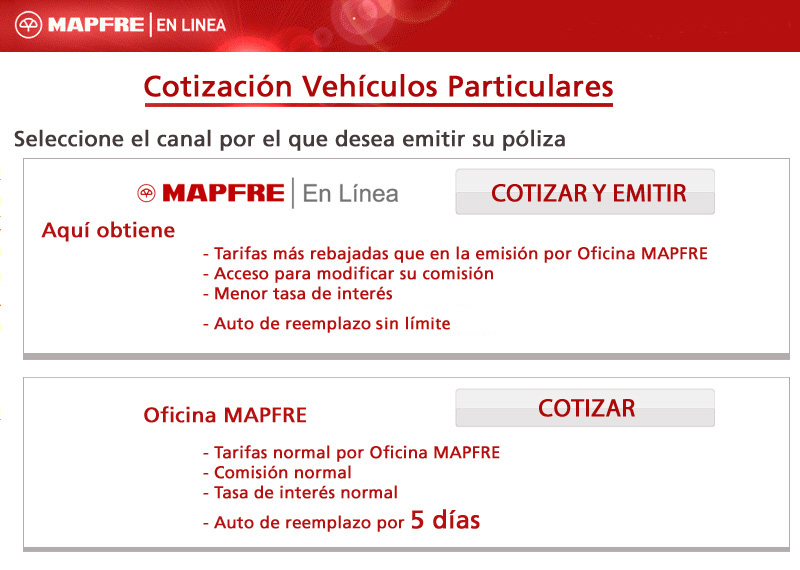 MAPFRE | EN LINEA
Cotización Vehículos Particulares
Seleccione el canal por el que desea emitir su póliza
MAPFRE | En Línea
COTIZAR Y EMITIR
Aquí obtiene
- Tarifas más rebajadas que en la emisión por Oficina MAPFRE
- Acceso para modificar su comisión
- Menor tasa de interés
- Auto de reemplazo sin límite
Oficina MAPFRE
COTIZAR
- Tarifas normal por Oficina MAPFRE
- Comisión normal
- Tasa de interés normal
- Auto de reemplazo por 5 días